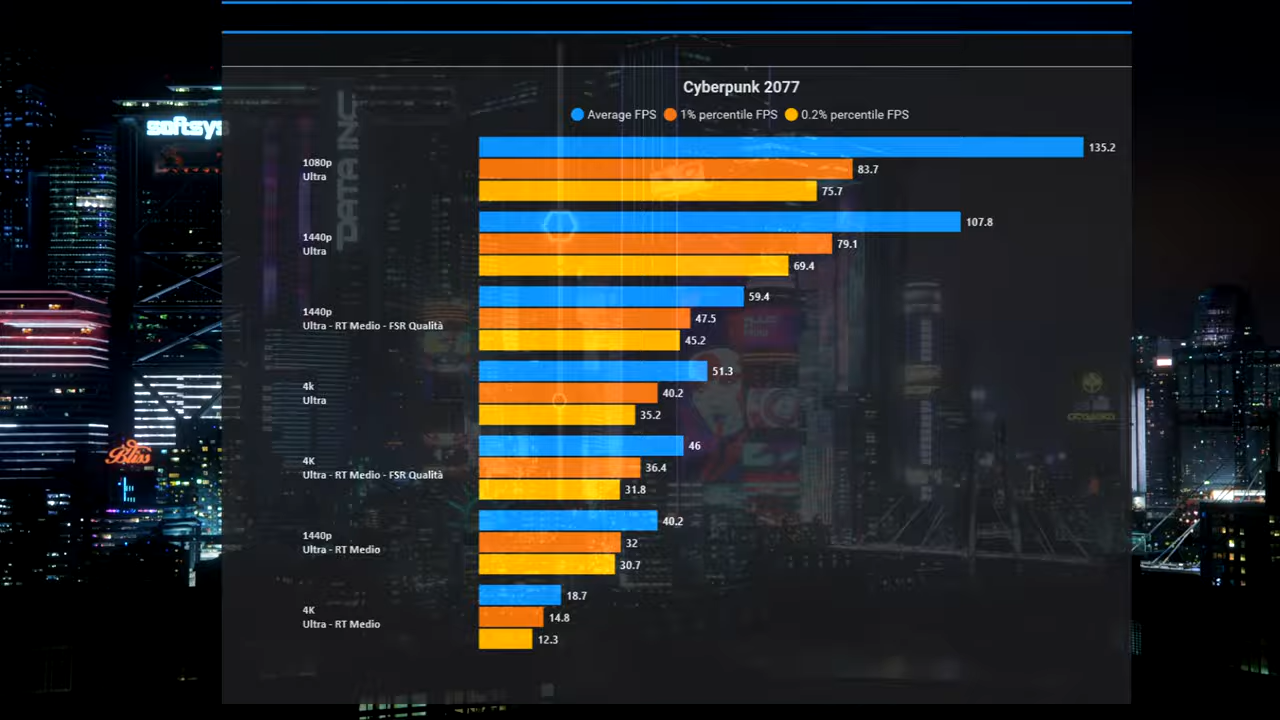 Cyberpunk 2077
Average FPS 1% percentile FPS 0.2% percentile FPS
softsys
DATA INC
1080p
Ultra
135.2
83.7
75.7
1440p
Ultra
107.8
79.1
69.4
1440p
Ultra - RT Medio - FSR Qualità
59.4
47.5
45.2
4k
Ultra
51.3
40.2
35.2
4K
Ultra - RT Medio - FSR Qualità
46
36.4
31.8
Bliss
1440p
Ultra - RT Medio
40.2
32
30.7
4K
Ultra - RT Medio
18.7
14.8
12.3